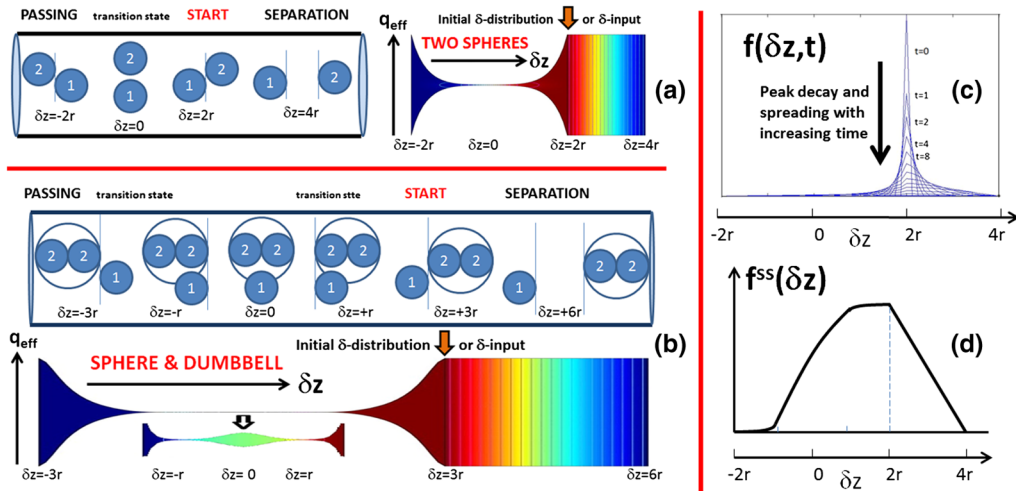 PASSING transition state START SEPARATION
2 1 2 1 2 1 1 2
δz=-2r δz=0 δz=2r δz=4r
q_eff Initial δ-distribution or δ-input
TWO SPHERES
δz
(a)
δz=-2r δz=0 δz=2r δz=4r
PASSING transition state transition stte START SEPARATION
2 2 1 2 2 1 2 2 1 2 2 1 1 2 2 1 2 2
δz=-3r δz=-r δz=0 δz=+r δz=+3r δz=+6r
q_eff Initial δ-distribution or δ-input (b)
SPHERE & DUMBBELL δz
δz=-r δz= 0 δz=r
δz=-3r δz=3r δz=6r
f(δz,t) (c)
t=0
Peak decay and
spreading with
increasing time
t=1
t=2
t=4
t=8
-2r 0 δz 2r 4r
f^ss(δz)
(d)
-2r 0 δz 2r 4r